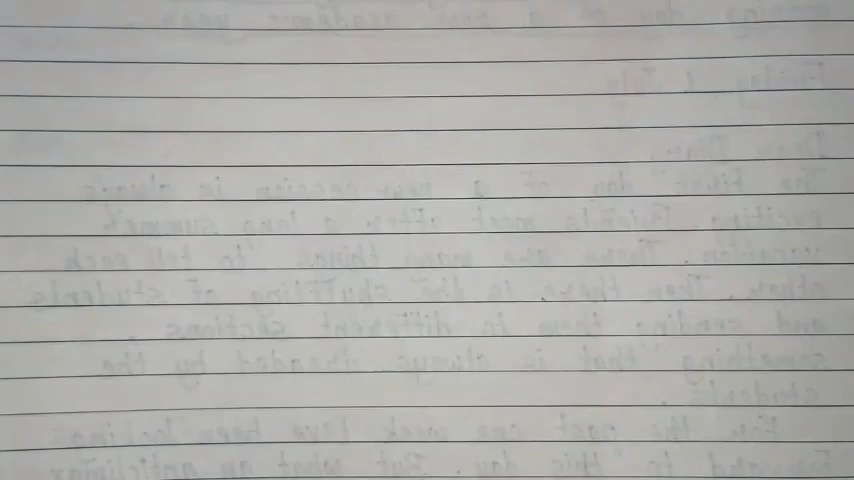 day of a new academic year
Friday 1 July
Dear Diary,
The first day of a new session is always
exciting. Friends meet after a long summer
vacation. There are many things to tell each
other. Then there is the shuffling of students
and sending them to different sections.
something that is always dreaded by the
students.
For the past one week I have been looking
forward to this day. But what an anticlimax